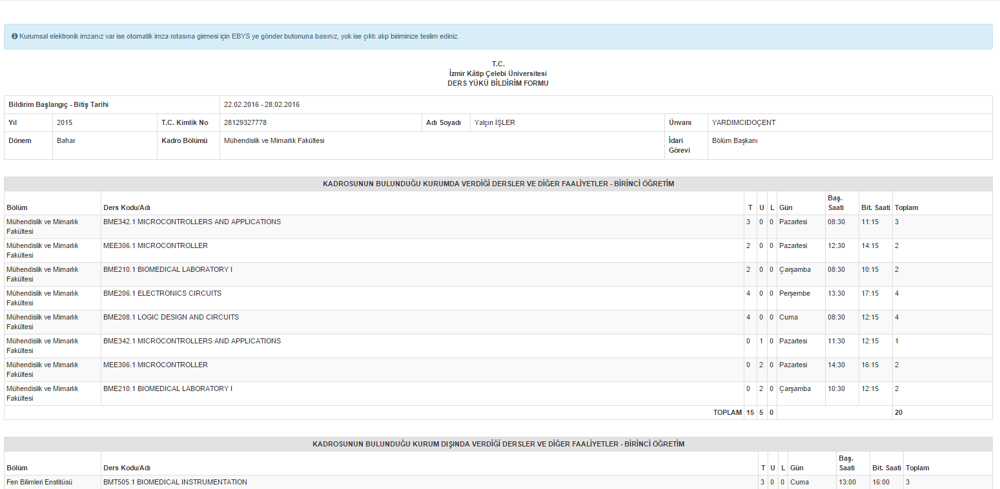 Kurumsal elektronik imzanız var ise otomatik imza rotasına girmesi için EBYS ye gönder butonuna basınız, yok ise çıktı alıp biriminize teslim ediniz.
T.C.
İzmir Kâtip Çelebi Üniversitesi
DERS YÜKÜ BİLDİRİM FORMU
Bildirim Başlangıç - Bitiş Tarihi 22.02.2016 - 28.02.2016
Yıl 2015 T.C. Kimlik No 28129327778 Adı Soyadı Yalçın İŞLER Ünvanı YARDIMCIDOÇENT
Dönem Bahar Kadro Bölümü Mühendislik ve Mimarlık Fakültesi İdari Görevi Bölüm Başkanı
KADROSUNUN BULUNDUĞU KURUMDA VERDİĞİ DERSLER VE DİĞER FAALİYETLER - BİRİNCİ ÖĞRETİM
Bölüm Ders Kodu/Adı T U L Gün Baş. Saati Bit. Saati Toplam
Mühendislik ve Mimarlık Fakültesi BME342.1 MICROCONTROLLERS AND APPLICATIONS 3 0 0 Pazartesi 08:30 11:15 3
Mühendislik ve Mimarlık Fakültesi MEE306.1 MICROCONTROLLER 2 0 0 Pazartesi 12:30 14:15 2
Mühendislik ve Mimarlık Fakültesi BME210.1 BIOMEDICAL LABORATORY I 2 0 0 Çarşamba 08:30 10:15 2
Mühendislik ve Mimarlık Fakültesi BME206.1 ELECTRONICS CIRCUITS 4 0 0 Perşembe 13:30 17:15 4
Mühendislik ve Mimarlık Fakültesi BME208.1 LOGIC DESIGN AND CIRCUITS 4 0 0 Cuma 08:30 12:15 4
Mühendislik ve Mimarlık Fakültesi BME342.1 MICROCONTROLLERS AND APPLICATIONS 0 1 0 Pazartesi 11:30 12:15 1
Mühendislik ve Mimarlık Fakültesi MEE306.1 MICROCONTROLLER 0 2 0 Pazartesi 14:30 16:15 2
Mühendislik ve Mimarlık Fakültesi BME210.1 BIOMEDICAL LABORATORY I 0 2 0 Çarşamba 10:30 12:15 2
TOPLAM 15 5 0 20
KADROSUNUN BULUNDUĞU KURUM DIŞINDA VERDİĞİ DERSLER VE DİĞER FAALİYETLER - BİRİNCİ ÖĞRETİM
Bölüm Ders Kodu/Adı T U L Gün Baş. Saati Bit. Saati Toplam
Fen Bilimleri Enstitüsü BMT505.1 BIOMEDICAL INSTRUMENTATION 3 0 0 Cuma 13:00 16:00 3